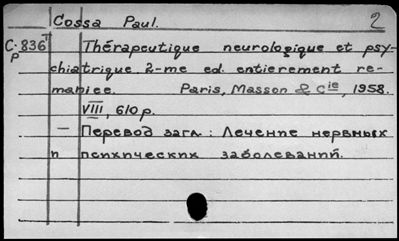 Cossa Paul. 2
C-836 II Thérapeutique neurologique et psy-
p chiatrique 2-me ed. entierement re-
maniee. Paris, Masson & Cie, 1958.
VIII, 610 p.
— Перевод загл.: Лечение нервных
и психических заболеваний.